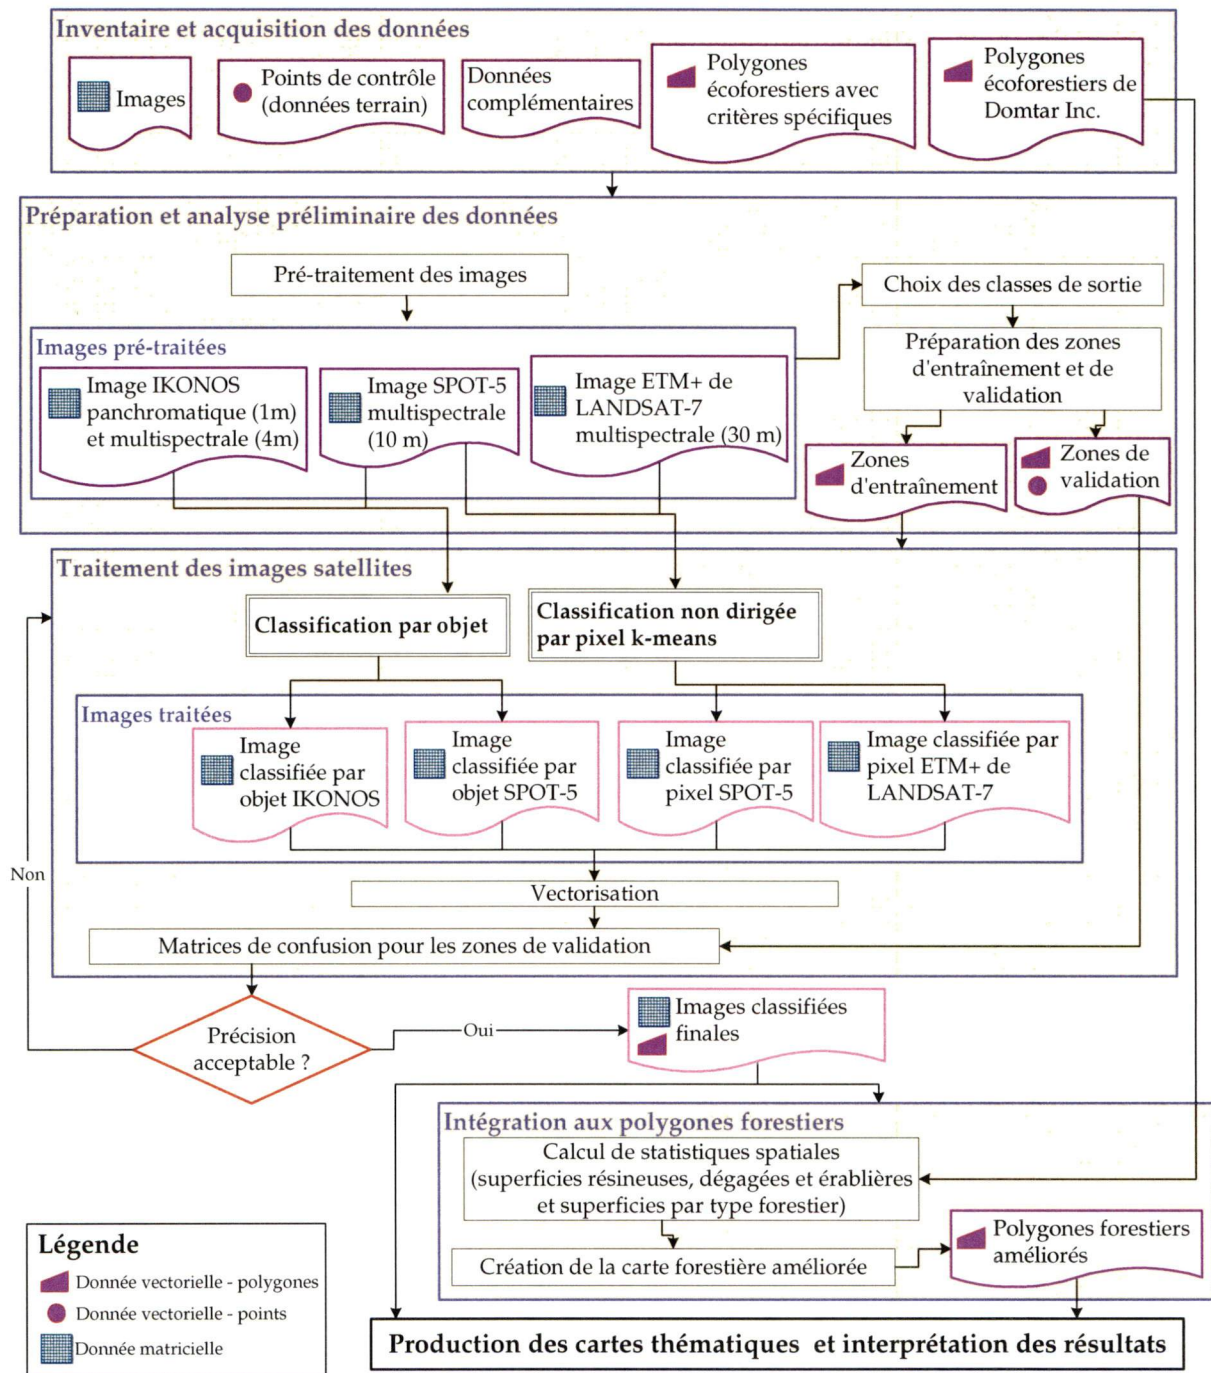 Inventaire et acquisition des données
Images
Points de contrôle
(données terrain)
Données
complémentaires
Polygones
écoforestiers avec
critères spécifiques
Polygones
écoforestiers de
Domtar Inc.
Préparation et analyse préliminaire des données
Pré-traitement des images
Choix des classes de sortie
Préparation des zones
d'entraînement et de
validation
Images pré-traitées
Image IKONOS
panchromatique (1m)
et multispectrale (4m)
Image SPOT-5
multispectrale
(10 m)
Image ETM+ de
LANDSAT-7
multispectrale (30 m)
Zones
d'entraînement
Zones de
validation
Traitement des images satellites
Classification par objet
Classification non dirigée
par pixel k-means
Images traitées
Image
classifiée par
objet IKONOS
Image
classifiée par
objet SPOT-5
Image
classifiée par
pixel SPOT-5
Image classifiée par
pixel ETM+ de
LANDSAT-7
Non
Vectorisation
Matrices de confusion pour les zones de validation
Précision
acceptable ?
Oui
Images classifiées
finales
Intégration aux polygones forestiers
Calcul de statistiques spatiales
(superficies résineuses, dégagées et érablières
et superficies par type forestier)
Création de la carte forestière améliorée
Polygones forestiers
améliorés
Légende
Donnée vectorielle - polygones
Donnée vectorielle - points
Donnée matricielle
Production des cartes thématiques et interprétation des résultats